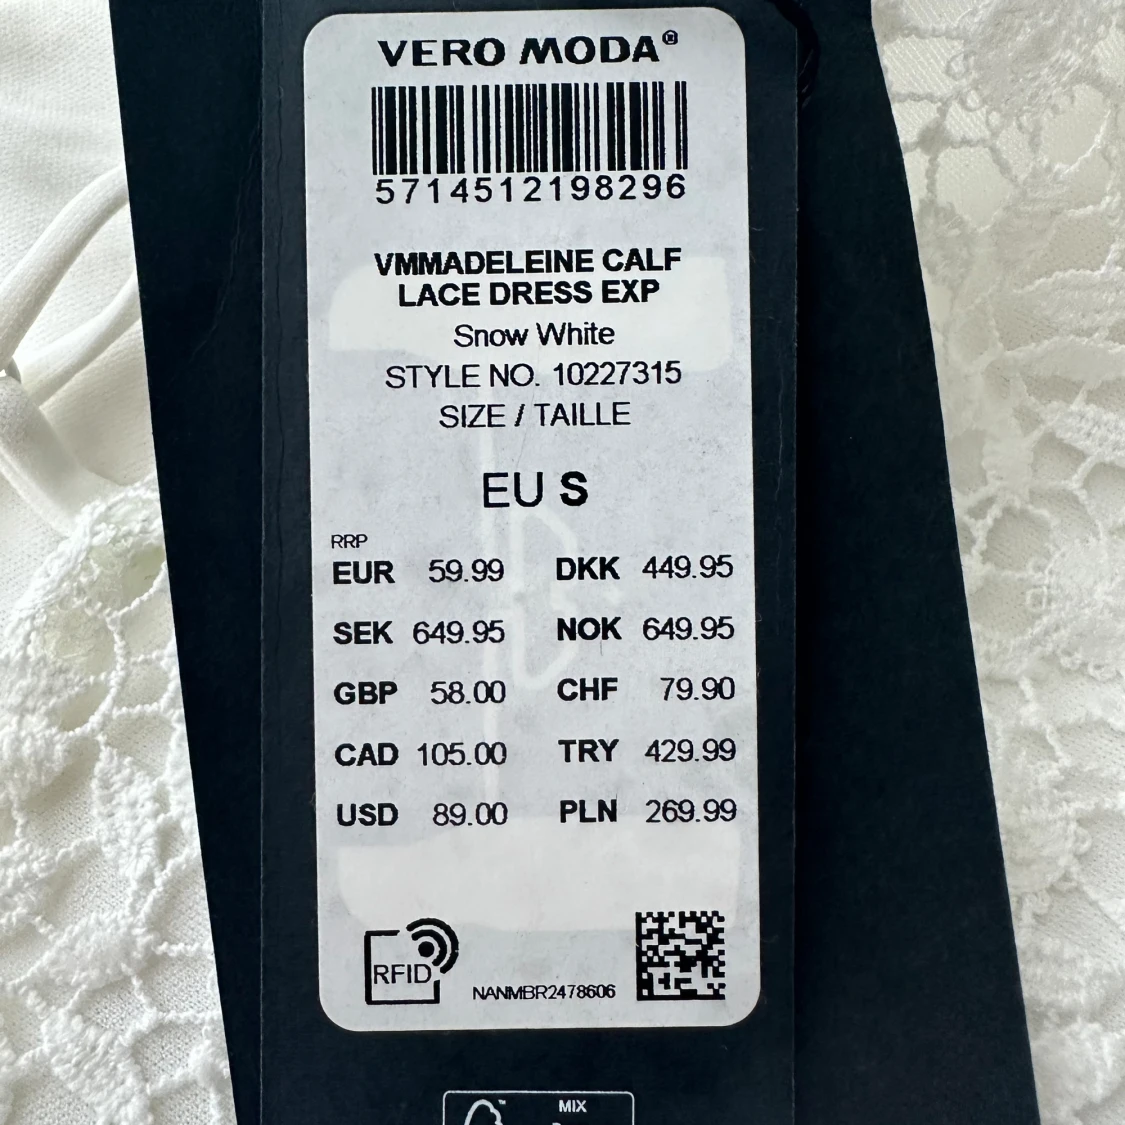 VERO MODA®
5714512198296
VMMADELEINE CALF
LACE DRESS EXP
Snow White
STYLE NO. 10227315
SIZE / TAILLE
EU S
RRP
EUR 59.99 DKK 449.95
SEK 649.95 NOK 649.95
GBP 58.00 CHF 79.90
CAD 105.00 TRY 429.99
USD 89.00 PLN 269.99
RFID
NANMBR2478606
™ MIX